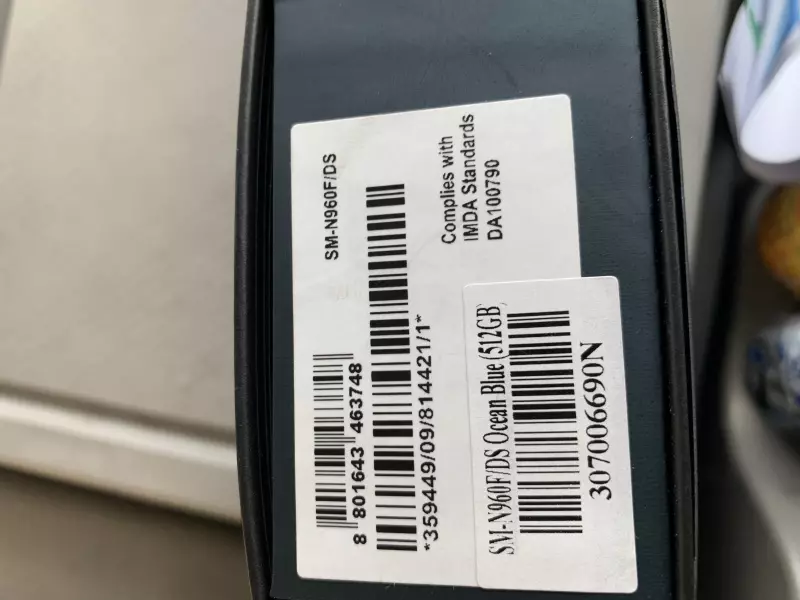 SM-N960F/DS
8 801643 463748
*359449/09/814421/1*
Complies with
IMDA Standards
DA100790
SM-N960F/DS Ocean Blue (512GB)
307006690N